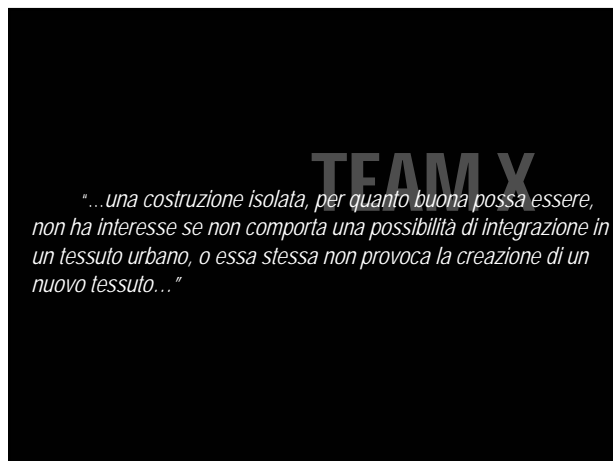 TEAM X
“…una costruzione isolata, per quanto buona possa essere,
non ha interesse se non comporta una possibilità di integrazione in
un tessuto urbano, o essa stessa non provoca la creazione di un
nuovo tessuto…”